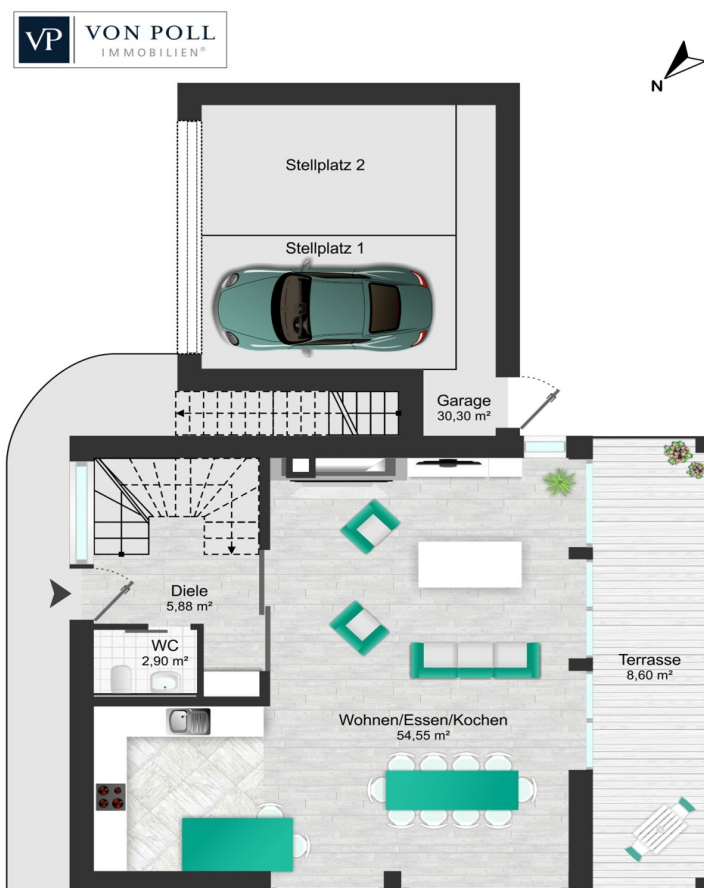 VP VON POLL
IMMOBILIEN®
N
Stellplatz 2
Stellplatz 1
Garage
30,30 m²
Diele
5,88 m²
WC
2,90 m²
Terrasse
8,60 m²
Wohnen/Essen/Kochen
54,55 m²